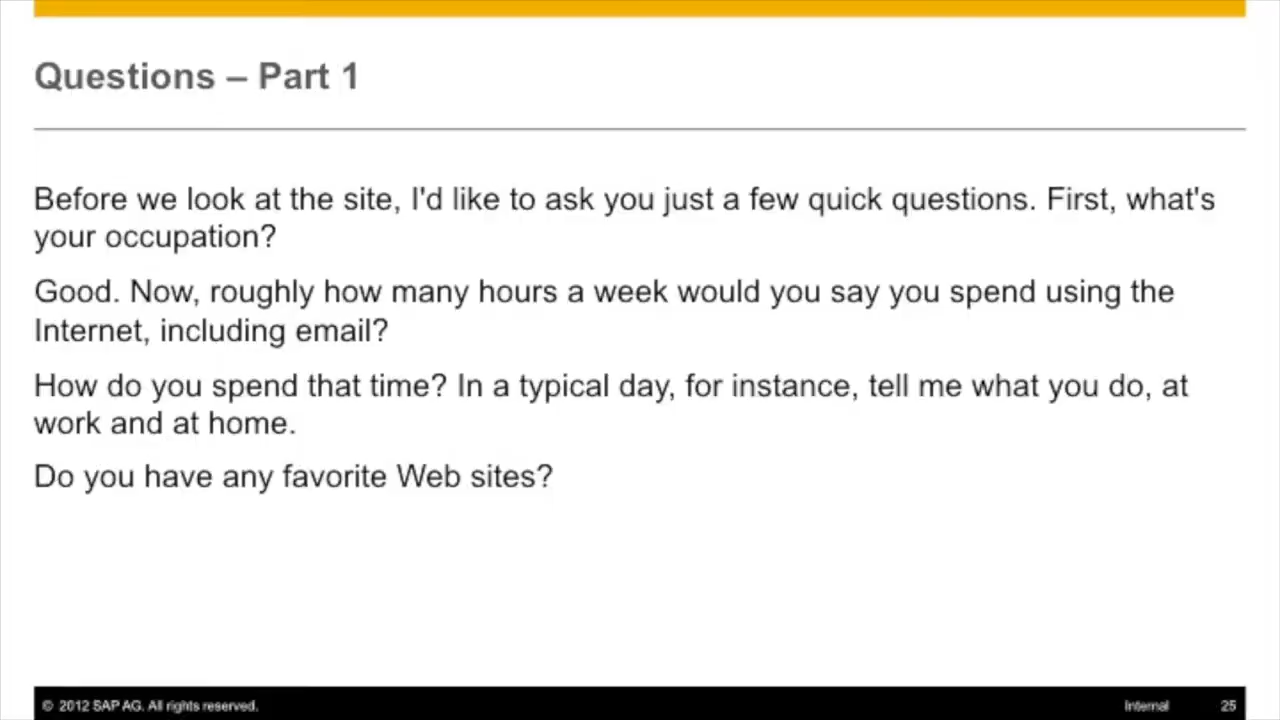 Questions – Part 1
Before we look at the site, I'd like to ask you just a few quick questions. First, what's
your occupation?
Good. Now, roughly how many hours a week would you say you spend using the
Internet, including email?
How do you spend that time? In a typical day, for instance, tell me what you do, at
work and at home.
Do you have any favorite Web sites?
© 2012 SAP AG. All rights reserved.
Internal
25